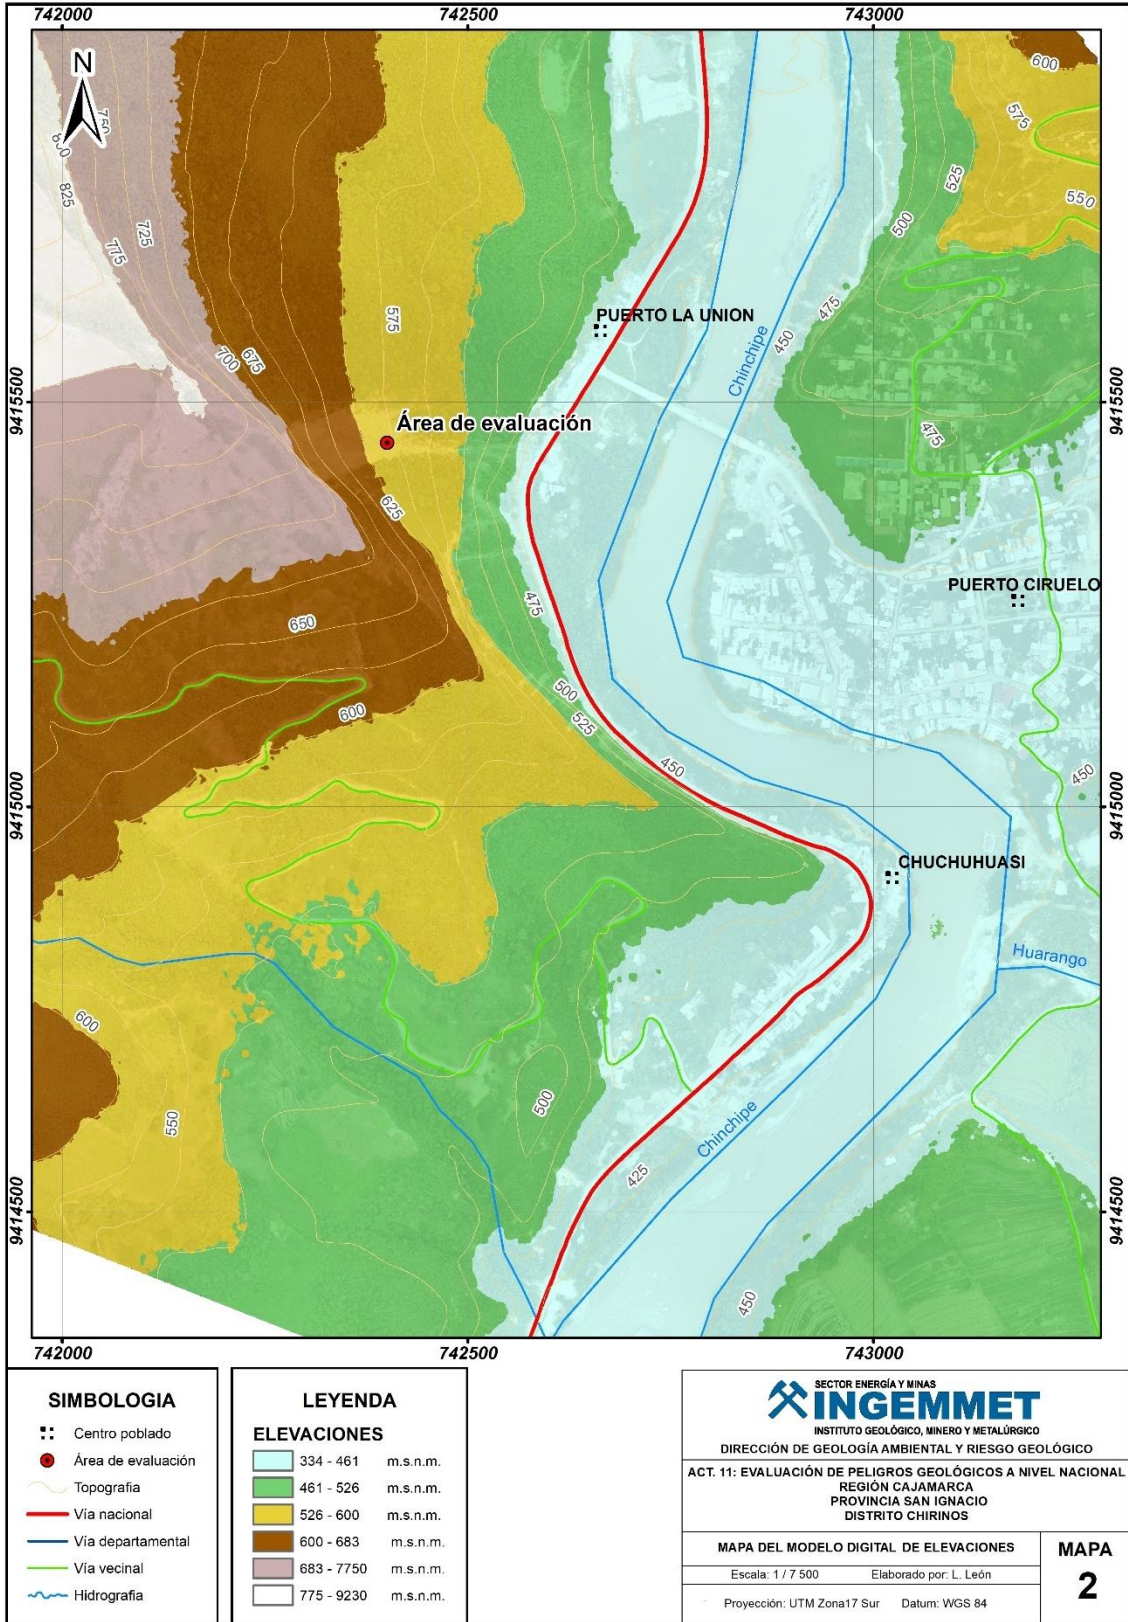 742000
742500
743000
N
600
575
750
800
825
725
775
525
550
500
475
PUERTO LA UNION
450
Chinchipe
575
675
700
9415500
9415500
Área de evaluación
475
625
PUERTO CIRUELO
475
650
500
600
525
450
450
9415000
9415000
CHUCHUHUASI
Huarango
600
500
550
Chinchipe
425
9414500
9414500
450
742000
742500
743000
SIMBOLOGIA
Centro poblado
Área de evaluación
Topografia
Vía nacional
Vía departamental
Vía vecinal
Hidrografia
LEYENDA
ELEVACIONES
334 - 461 m.s.n.m.
461 - 526 m.s.n.m.
526 - 600 m.s.n.m.
600 - 683 m.s.n.m.
683 - 7750 m.s.n.m.
775 - 9230 m.s.n.m.
SECTOR ENERGÍA Y MINAS
INGEMMET
INSTITUTO GEOLÓGICO, MINERO Y METALÚRGICO
DIRECCIÓN DE GEOLOGÍA AMBIENTAL Y RIESGO GEOLÓGICO
ACT. 11: EVALUACIÓN DE PELIGROS GEOLÓGICOS A NIVEL NACIONAL
REGIÓN CAJAMARCA
PROVINCIA SAN IGNACIO
DISTRITO CHIRINOS
MAPA DEL MODELO DIGITAL DE ELEVACIONES
Escala: 1 / 7 500 Elaborado por: L. León
Proyección: UTM Zona17 Sur Datum: WGS 84
MAPA
2